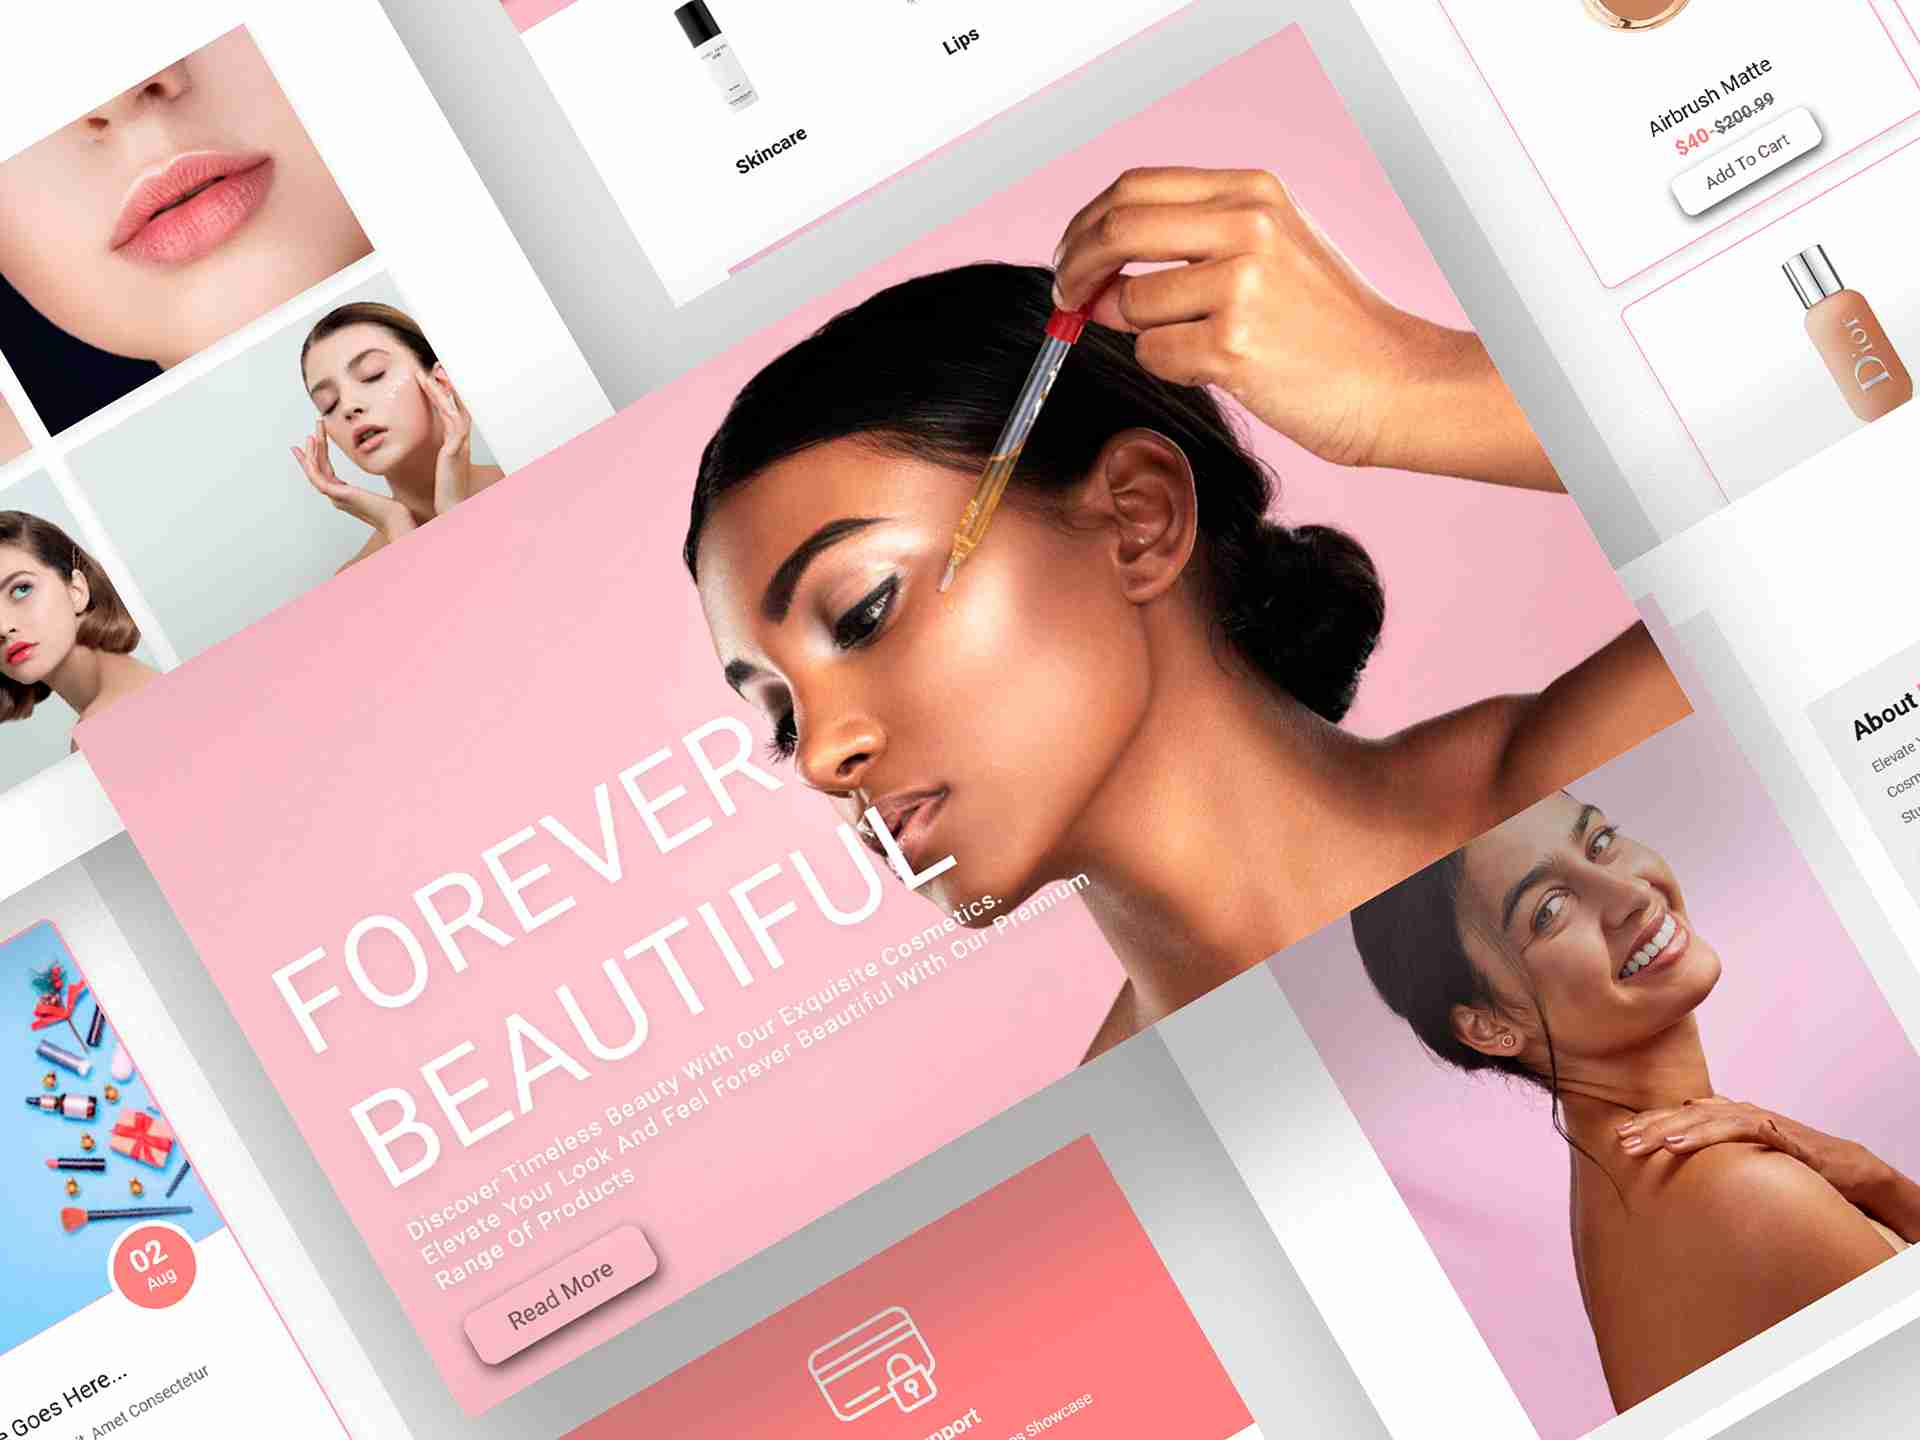 Lips
Skincare
Airbrush Matte
$40-$200.99
Add To Cart
Dior
About
Elevate
FOREVER
BEAUTIFUL
Discover Timeless Beauty With Our Exquisite Cosmetics.
Elevate Your Look And Feel Forever Beautiful With Our Premium
Range Of Products
Read More
02
Aug
Goes Here...
Amet Consectetur
Showcase